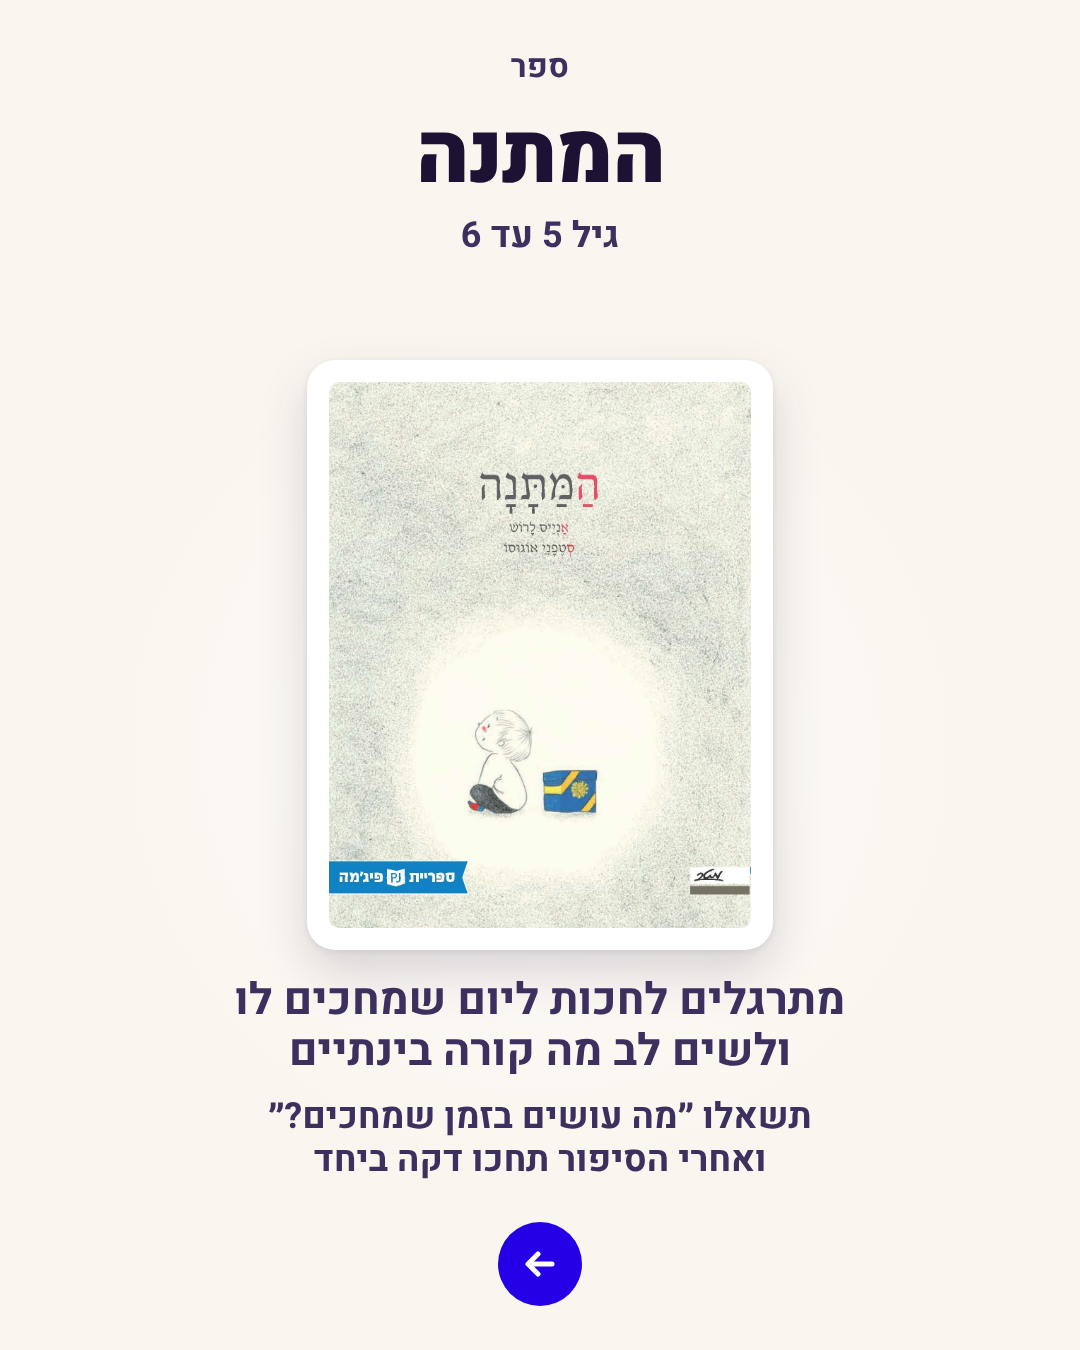 ספר
המתנה
גיל 5 עד 6
הַמַּתָּנָה
אָנְיֵיס לָרוֹשׁ
סְטֶפָנִי אוֹגוּסוֹ
ספריית PJ פיג'מה
מתרגלים לחכות ליום שמחכים לו
ולשים לב מה קורה בינתיים
תשאלו ״מה עושים בזמן שמחכים?״
ואחרי הסיפור תחכו דקה ביחד